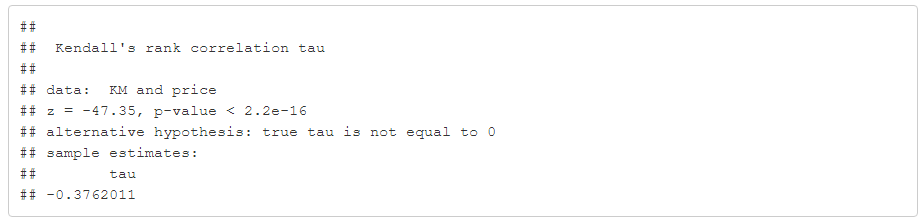 ##
##  Kendall's rank correlation tau
##
## data:  KM and price
## z = -47.35, p-value < 2.2e-16
## alternative hypothesis: true tau is not equal to 0
## sample estimates:
##        tau
## -0.3762011